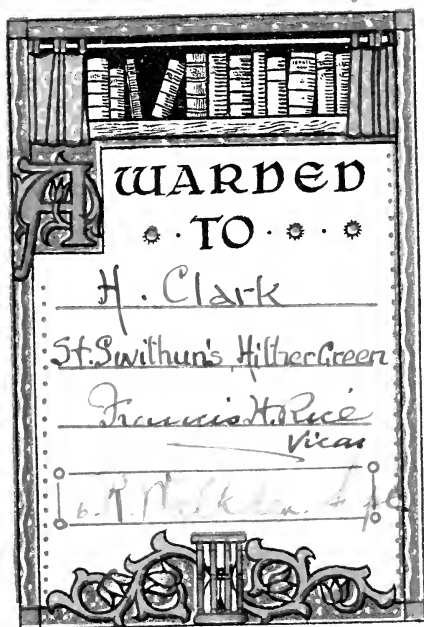 AWARDED
TO
H. Clark
St. Swithun's, Hither Green
Francis H. Rice
Vicar